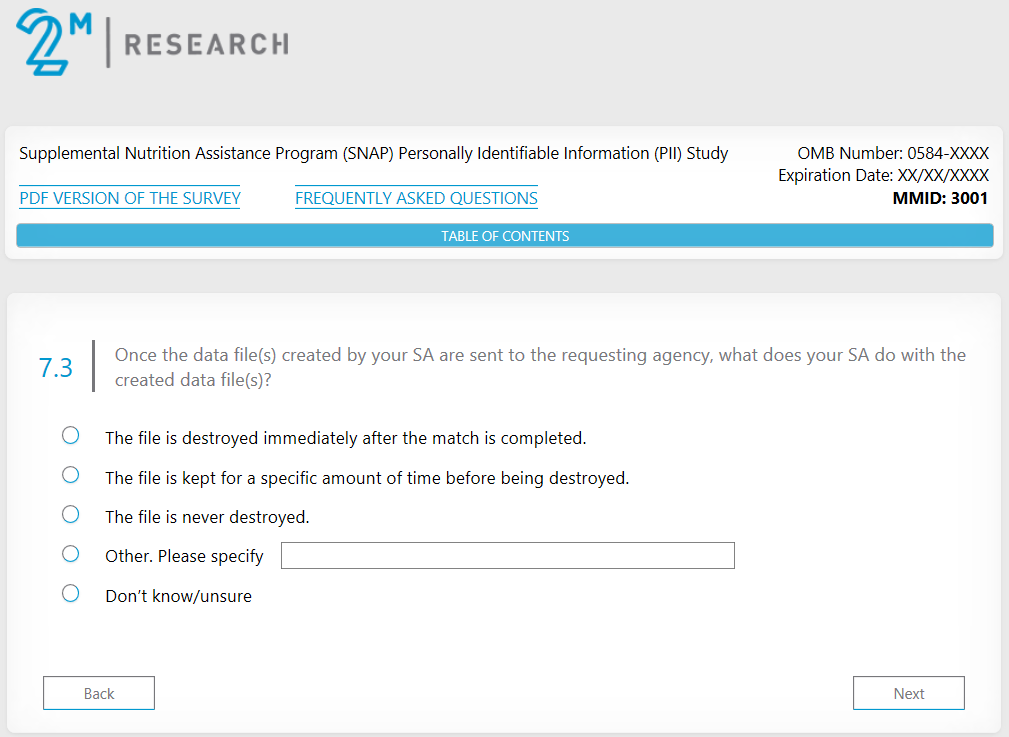 2M | RESEARCH
Supplemental Nutrition Assistance Program (SNAP) Personally Identifiable Information (PII) Study
OMB Number: 0584-XXXX
Expiration Date: XX/XX/XXXX
PDF VERSION OF THE SURVEY
FREQUENTLY ASKED QUESTIONS
MMID: 3001
TABLE OF CONTENTS
7.3
Once the data file(s) created by your SA are sent to the requesting agency, what does your SA do with the
created data file(s)?
The file is destroyed immediately after the match is completed.
The file is kept for a specific amount of time before being destroyed.
The file is never destroyed.
Other. Please specify
Don't know/unsure
Back
Next